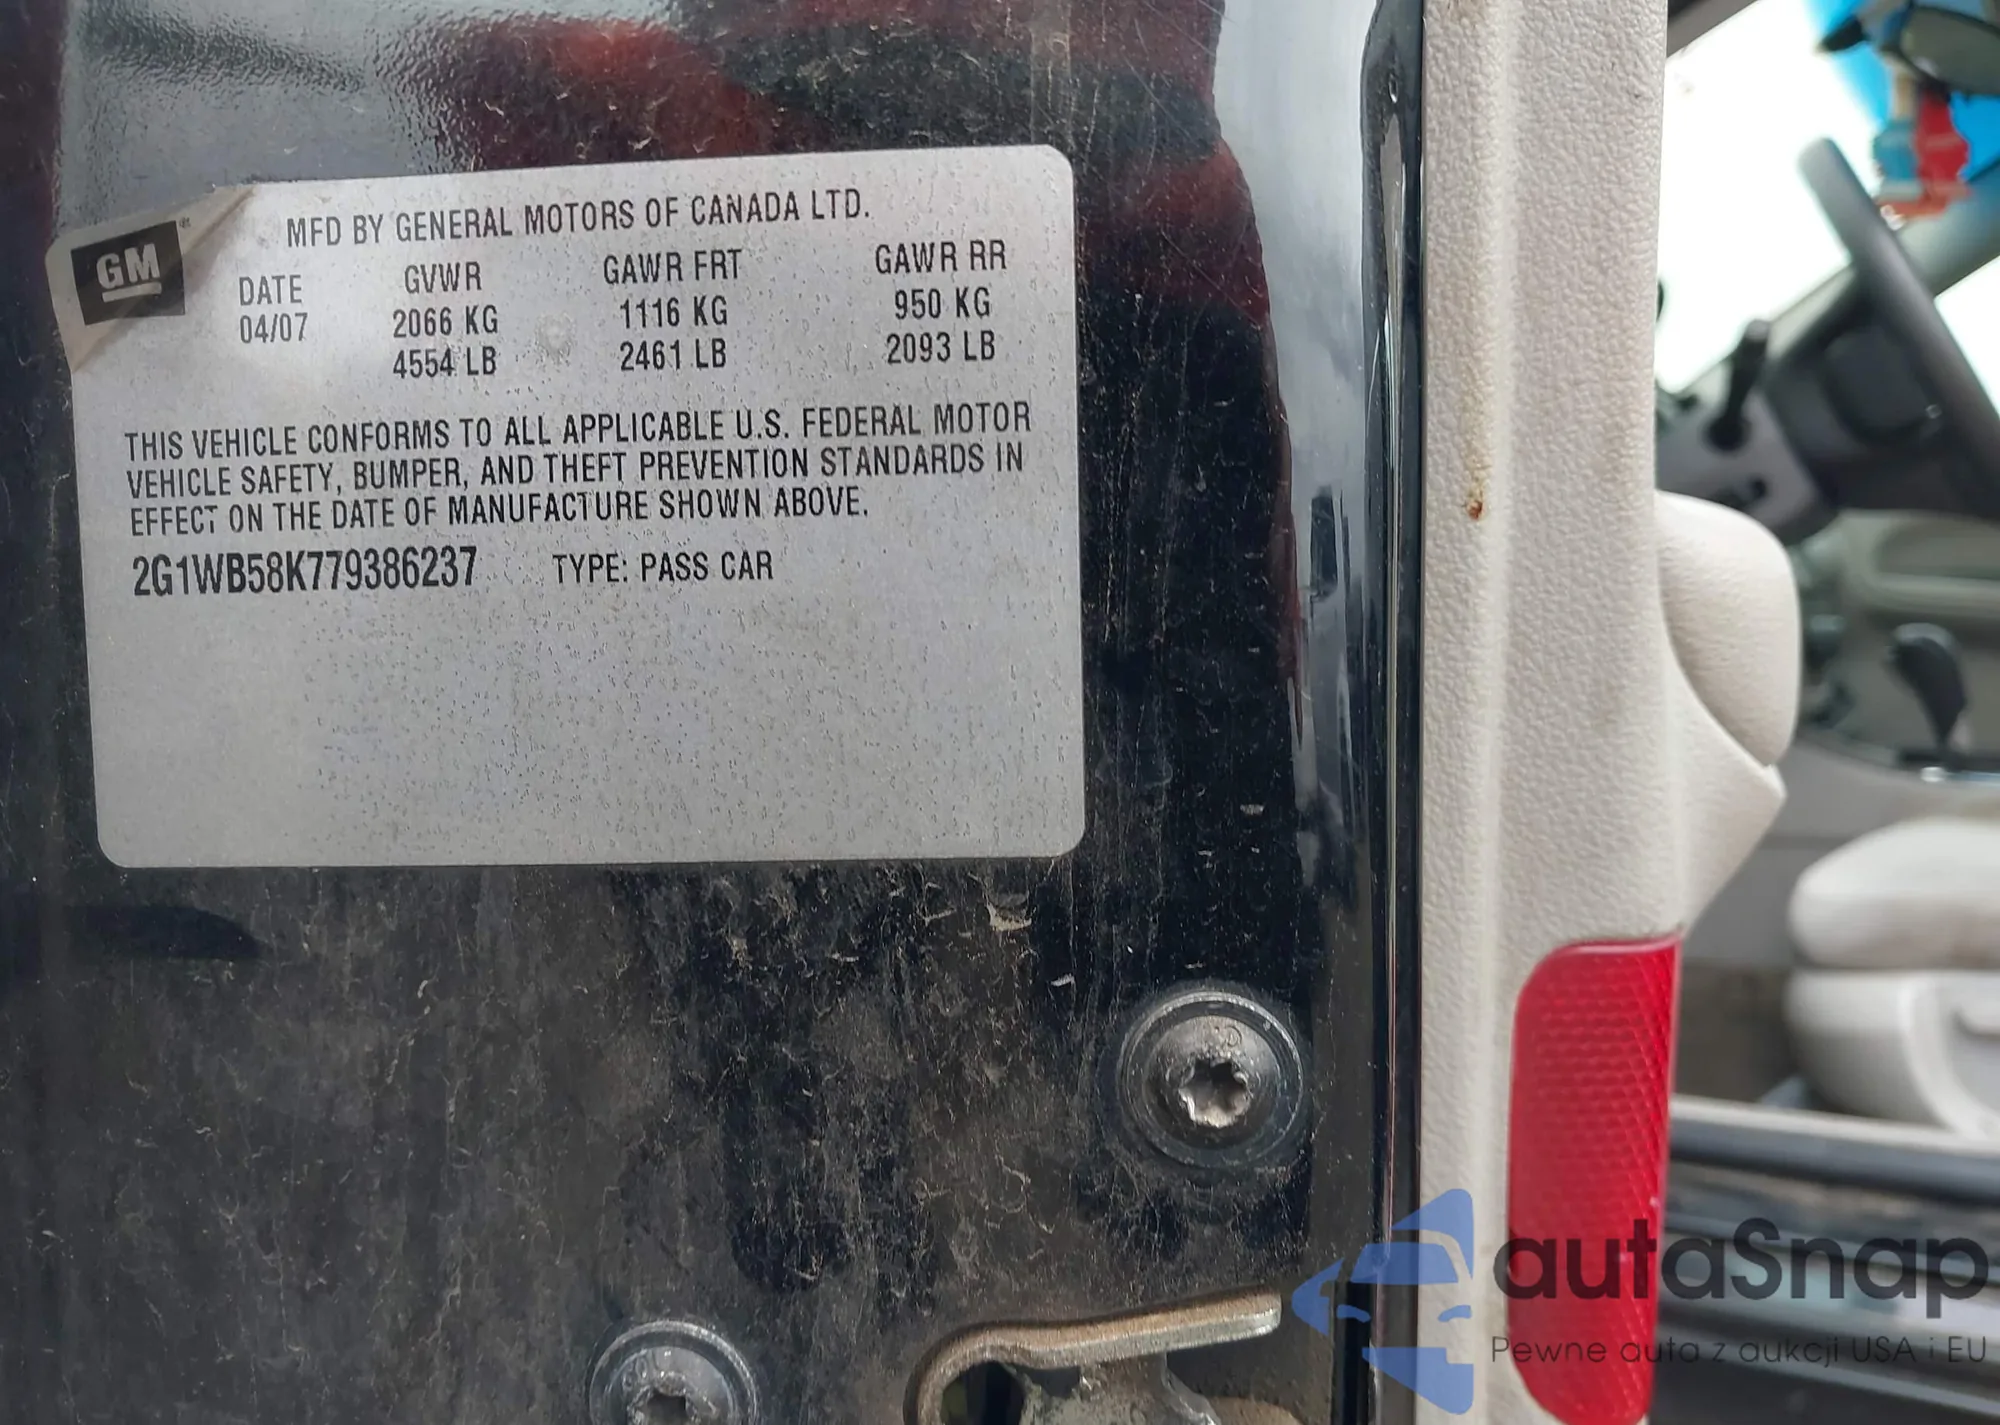 GM
MFD BY GENERAL MOTORS OF CANADA LTD.
DATE GVWR GAWR FRT GAWR RR
04/07 2066 KG 1116 KG 950 KG
4554 LB 2461 LB 2093 LB
THIS VEHICLE CONFORMS TO ALL APPLICABLE U.S. FEDERAL MOTOR
VEHICLE SAFETY, BUMPER, AND THEFT PREVENTION STANDARDS IN
EFFECT ON THE DATE OF MANUFACTURE SHOWN ABOVE.
2G1WB58K779386237 TYPE: PASS CAR
autaSnap
Pewne auta z aukcji USA i EU